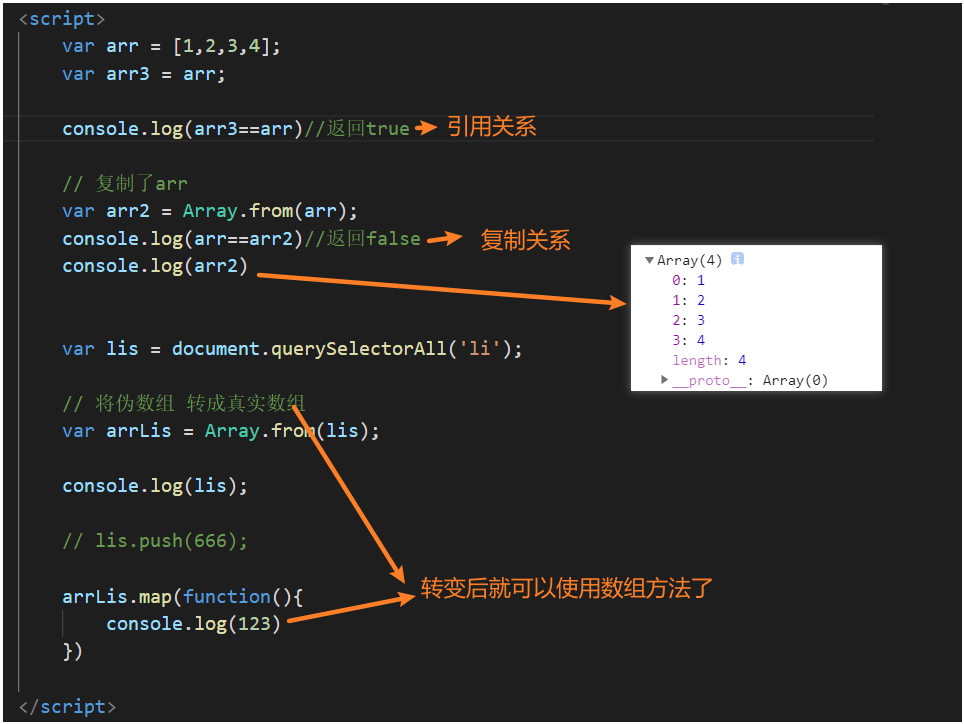 <script>
var arr = [1,2,3,4];
var arr3 = arr;
console.log(arr3==arr)//返回true 引用关系
// 复制了arr
var arr2 = Array.from(arr);
console.log(arr==arr2)//返回false 复制关系
console.log(arr2)
Array(4) i
0: 1
1: 2
2: 3
3: 4
length: 4
__proto__: Array(0)
var lis = document.querySelectorAll('li');
// 将伪数组 转成真实数组
var arrLis = Array.from(lis);
console.log(lis);
// lis.push(666);
arrLis.map(function(){
转变后就可以使用数组方法了
console.log(123)
})
</script>